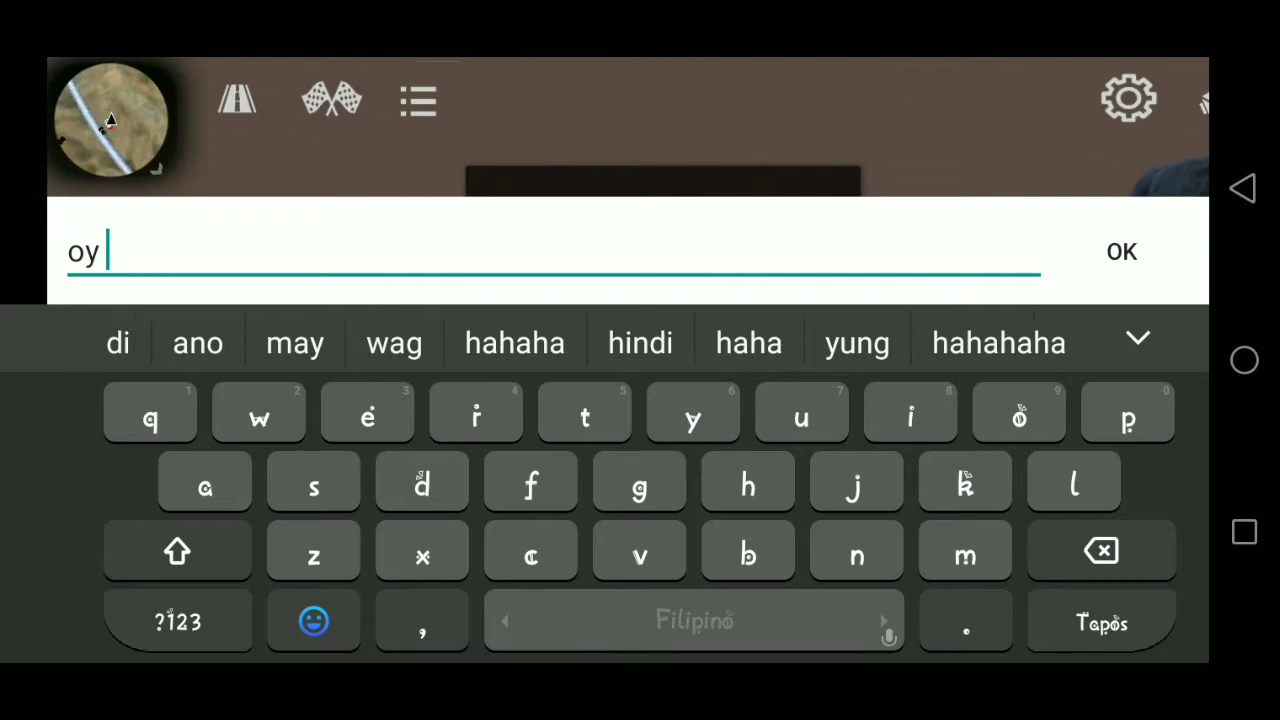 oy
OK
di ano may wag hahaha hindi haha yung hahahaha
1 2 3 4 5 6 7 8 9 0
q w e r t y u i o p
a s d f g h j k l
z x c v b n m
?123 , Filipino . Tapos